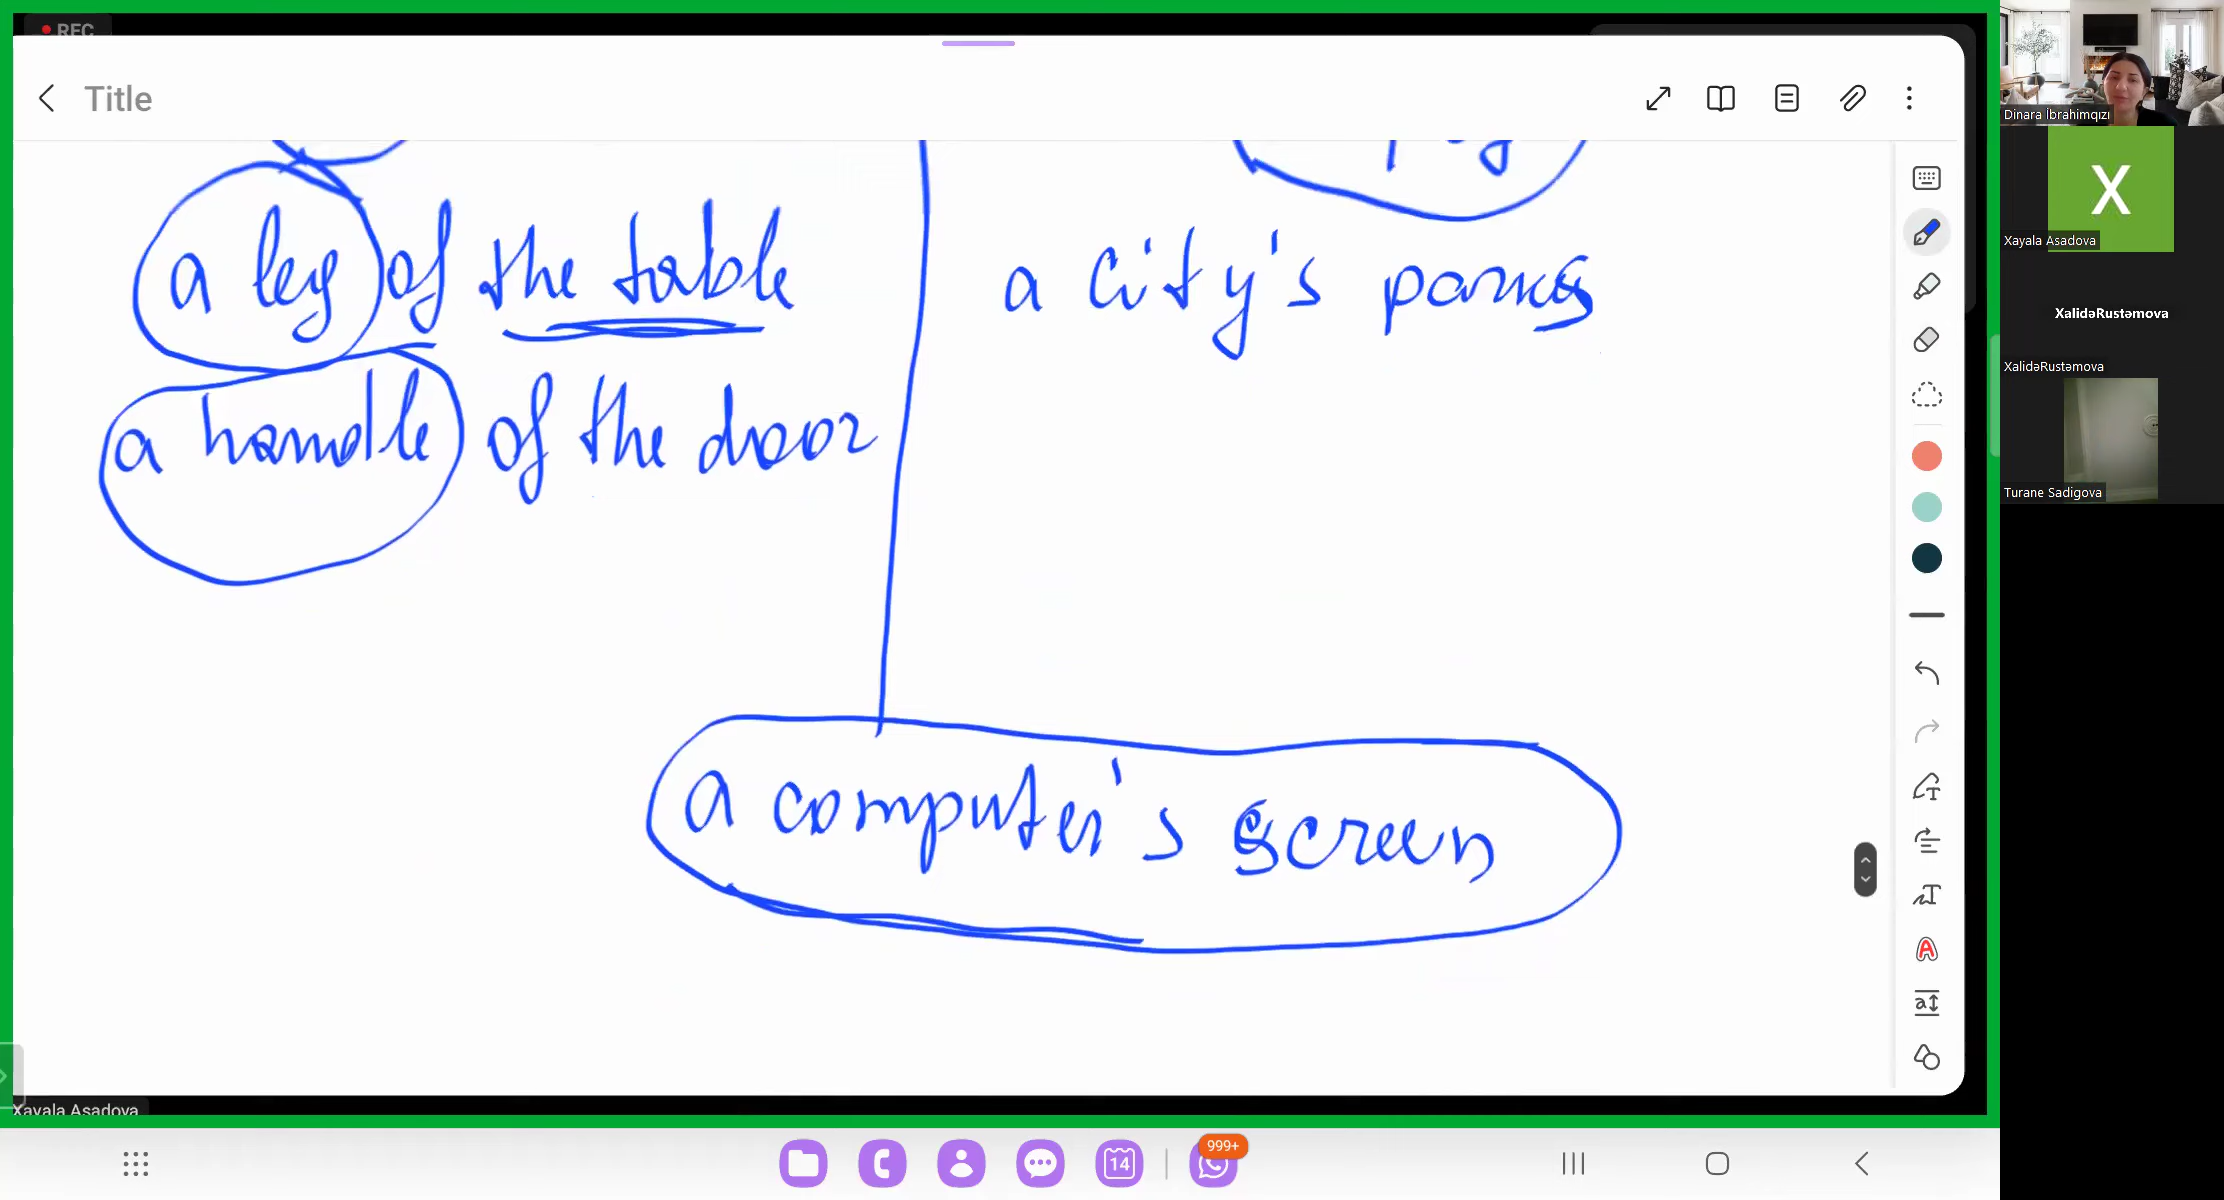 REC
Title
a leg of the table
a handle of the door
a city's parks
a computer's screen
Xayala Asadova
14
999+
Dinara İbrahimqızı
X
Xayala Asadova
XalidəRustəmova
XalidəRustəmova
Turane Sadigova